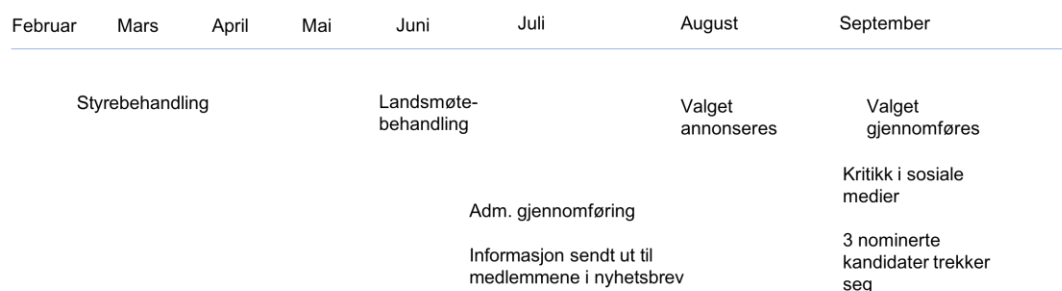 Februar Mars April Mai Juni Juli August September
Styrebehandling
Landsmøte-
behandling
Valget
annonseres
Valget
gjennomføres
Adm. gjennomføring
Informasjon sendt ut til
medlemmene i nyhetsbrev
Kritikk i sosiale
medier
3 nominerte
kandidater trekker
seg